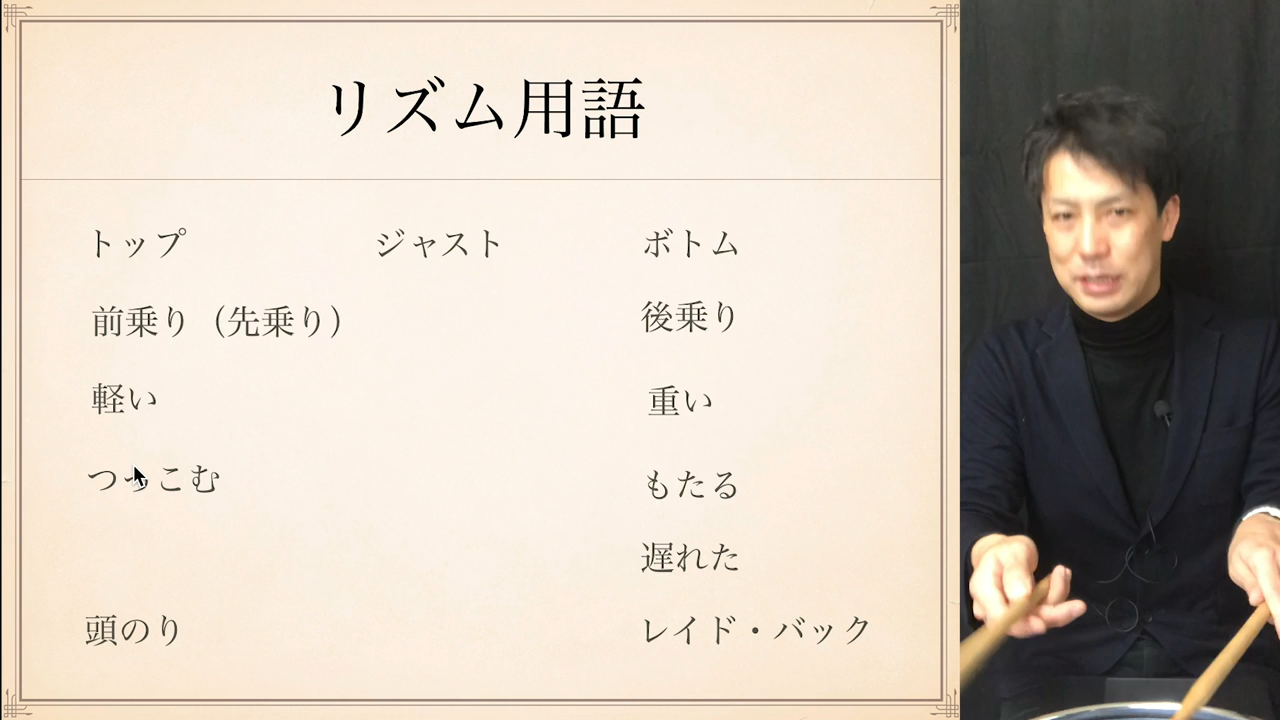 リズム用語
トップ ジャスト ボトム
前乗り（先乗り） 後乗り
軽い 重い
つっこむ もたる
遅れた
頭のり レイド・バック